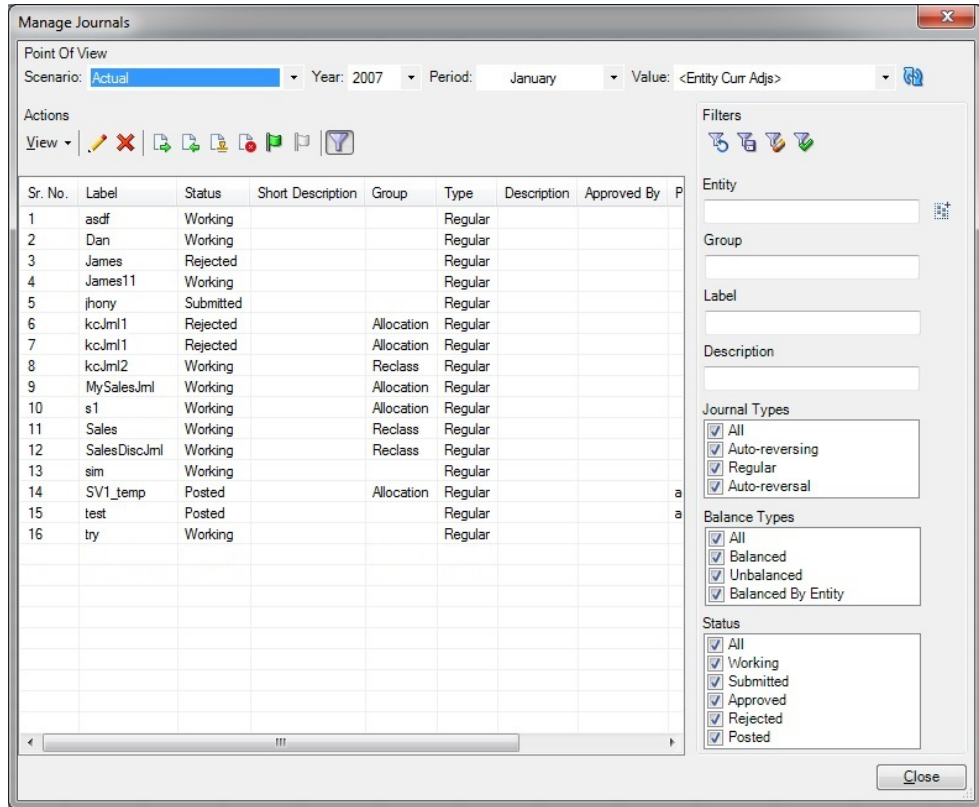 Manage Journals
Point Of View
Scenario: Actual Year: 2007 Period: January Value: <Entity Curr Adjs>
Actions
View
Sr. No. Label Status Short Description Group Type Description Approved By P
1 asdf Working Regular
2 Dan Working Regular
3 James Rejected Regular
4 James11 Working Regular
5 jhony Submitted Regular
6 kcJrnl1 Rejected Allocation Regular
7 kcJrnl1 Rejected Allocation Regular
8 kcJrnl2 Working Reclass Regular
9 MySalesJrnl Working Allocation Regular
10 s1 Working Allocation Regular
11 Sales Working Reclass Regular
12 SalesDiscJrnl Working Reclass Regular
13 sim Working Regular
14 SV1_temp Posted Allocation Regular a
15 test Posted Regular a
16 try Working Regular
Filters
Entity
Group
Label
Description
Journal Types
All
Auto-reversing
Regular
Auto-reversal
Balance Types
All
Balanced
Unbalanced
Balanced By Entity
Status
All
Working
Submitted
Approved
Rejected
Posted
Close